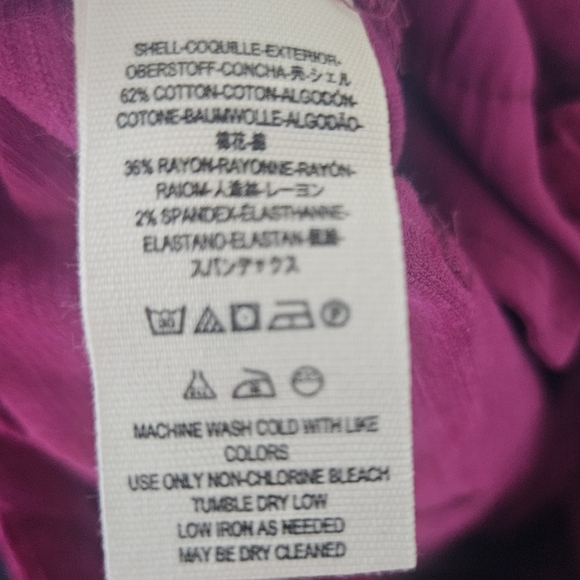 SHELL-COQUILLE-EXTERIOR-
OBERSTOFF-CONCHA-壳-シェル
62% COTTON-COTON-ALGODÓN-
COTONE-BAUMWOLLE-ALGODÃO-
棉花-綿
36% RAYON-RAYONNE-RAYÓN-
RAIOM-人造絲-レーヨン
2% SPANDEX-ÉLASTHANNE-
ELASTANO-ELASTAN-氨綸-
スパンデックス
30 P
MACHINE WASH COLD WITH LIKE
COLORS
USE ONLY NON-CHLORINE BLEACH
TUMBLE DRY LOW
LOW IRON AS NEEDED
MAY BE DRY CLEANED